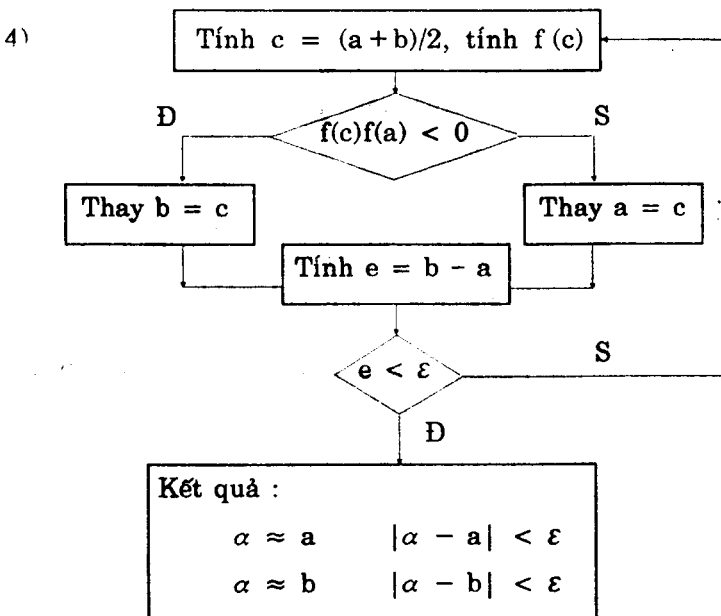 4)
Tính c = (a + b)/2, tính f (c)
Đ
S
f(c)f(a) < 0
Thay b = c
Thay a = c
Tính e = b - a
e < ε
S
Đ
Kết quả :
α ≈ a |α - a| < ε
α ≈ b |α - b| < ε